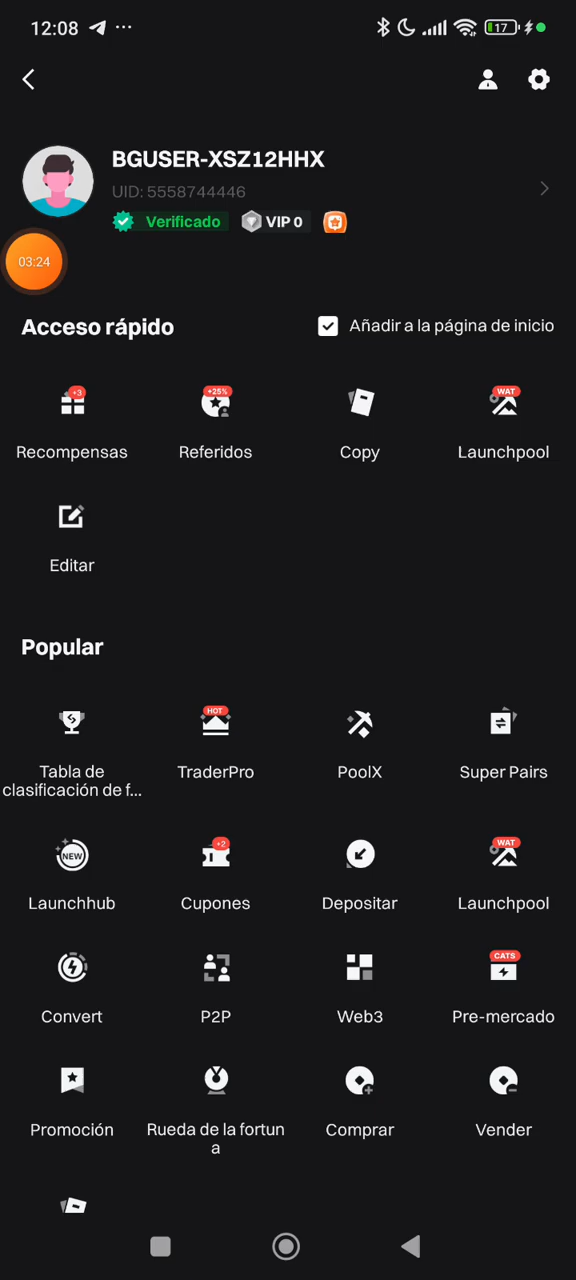 12:08
17
BGUSER-XSZ12HHX
UID: 5558744446
Verificado VIP 0
03:24
Acceso rápido Añadir a la página de inicio
+3 +25% WAT
Recompensas Referidos Copy Launchpool
Editar
Popular
HOT
Tabla de clasificación de f... TraderPro PoolX Super Pairs
NEW +2 WAT
Launchhub Cupones Depositar Launchpool
CATS
Convert P2P Web3 Pre-mercado
Promoción Rueda de la fortuna Comprar Vender